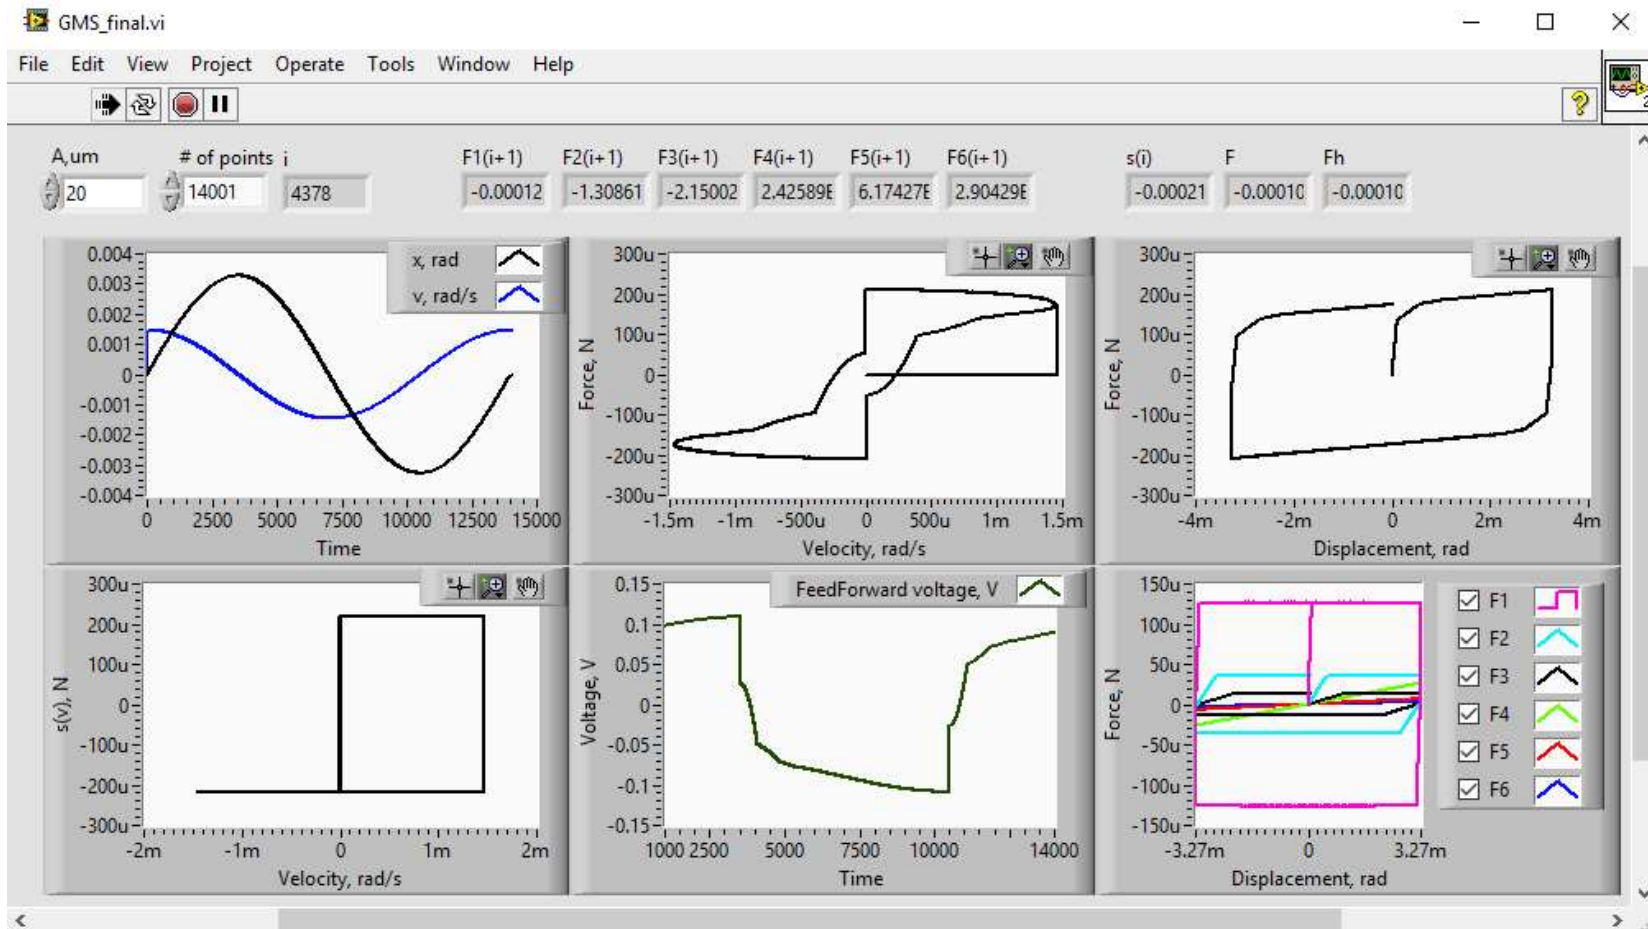 GMS_final.vi
File Edit View Project Operate Tools Window Help
A,um # of points i F1(i+1) F2(i+1) F3(i+1) F4(i+1) F5(i+1) F6(i+1) s(i) F Fh
20 14001 4378 -0.00012 -1.30861 -2.15002 2.42589E 6.17427E 2.90429E -0.00021 -0.00010 -0.00010
x, rad
v, rad/s
0.004
0.003
0.002
0.001
0
-0.001
-0.002
-0.003
-0.004
0 2500 5000 7500 10000 12500 15000
Time
Force, N
300u
200u
100u
0
-100u
-200u
-300u
-1.5m -1m -500u 0 500u 1m 1.5m
Velocity, rad/s
Force, N
300u
200u
100u
0
-100u
-200u
-300u
-4m -2m 0 2m 4m
Displacement, rad
s(v), N
300u
200u
100u
0
-100u
-200u
-300u
-2m -1m 0 1m 2m
Velocity, rad/s
FeedForward voltage, V
Voltage, V
0.15
0.1
0.05
0
-0.05
-0.1
-0.15
1000 2500 5000 7500 10000 14000
Time
Force, N
150u
100u
50u
0
-50u
-100u
-150u
-3.27m 0 3.27m
Displacement, rad
F1
F2
F3
F4
F5
F6